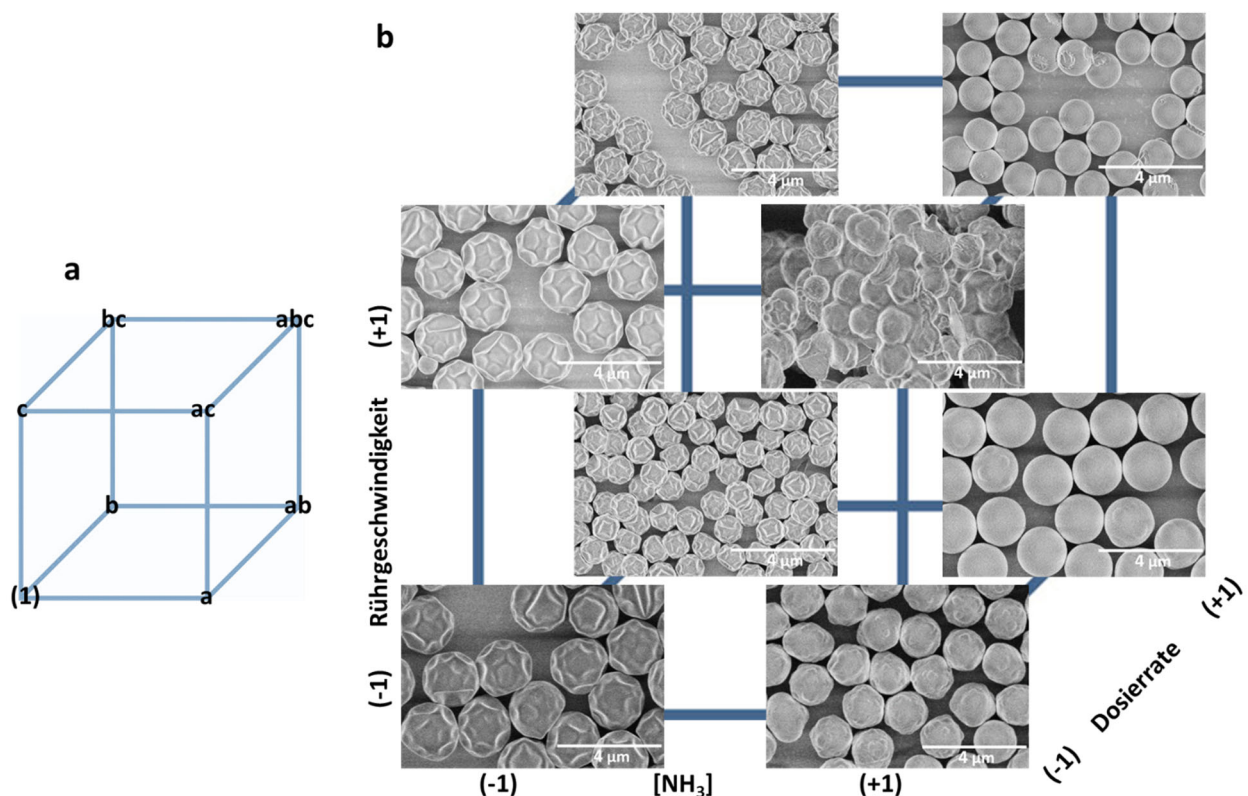 a
bc
abc
c
ac
b
ab
(1)
a
b
4 µm
4 µm
4 µm
4 µm
4 µm
4 µm
4 µm
4 µm
Rührgeschwindigkeit
(+1)
(-1)
(-1)
[NH₃]
(+1)
(-1)
Dosierrate
(+1)